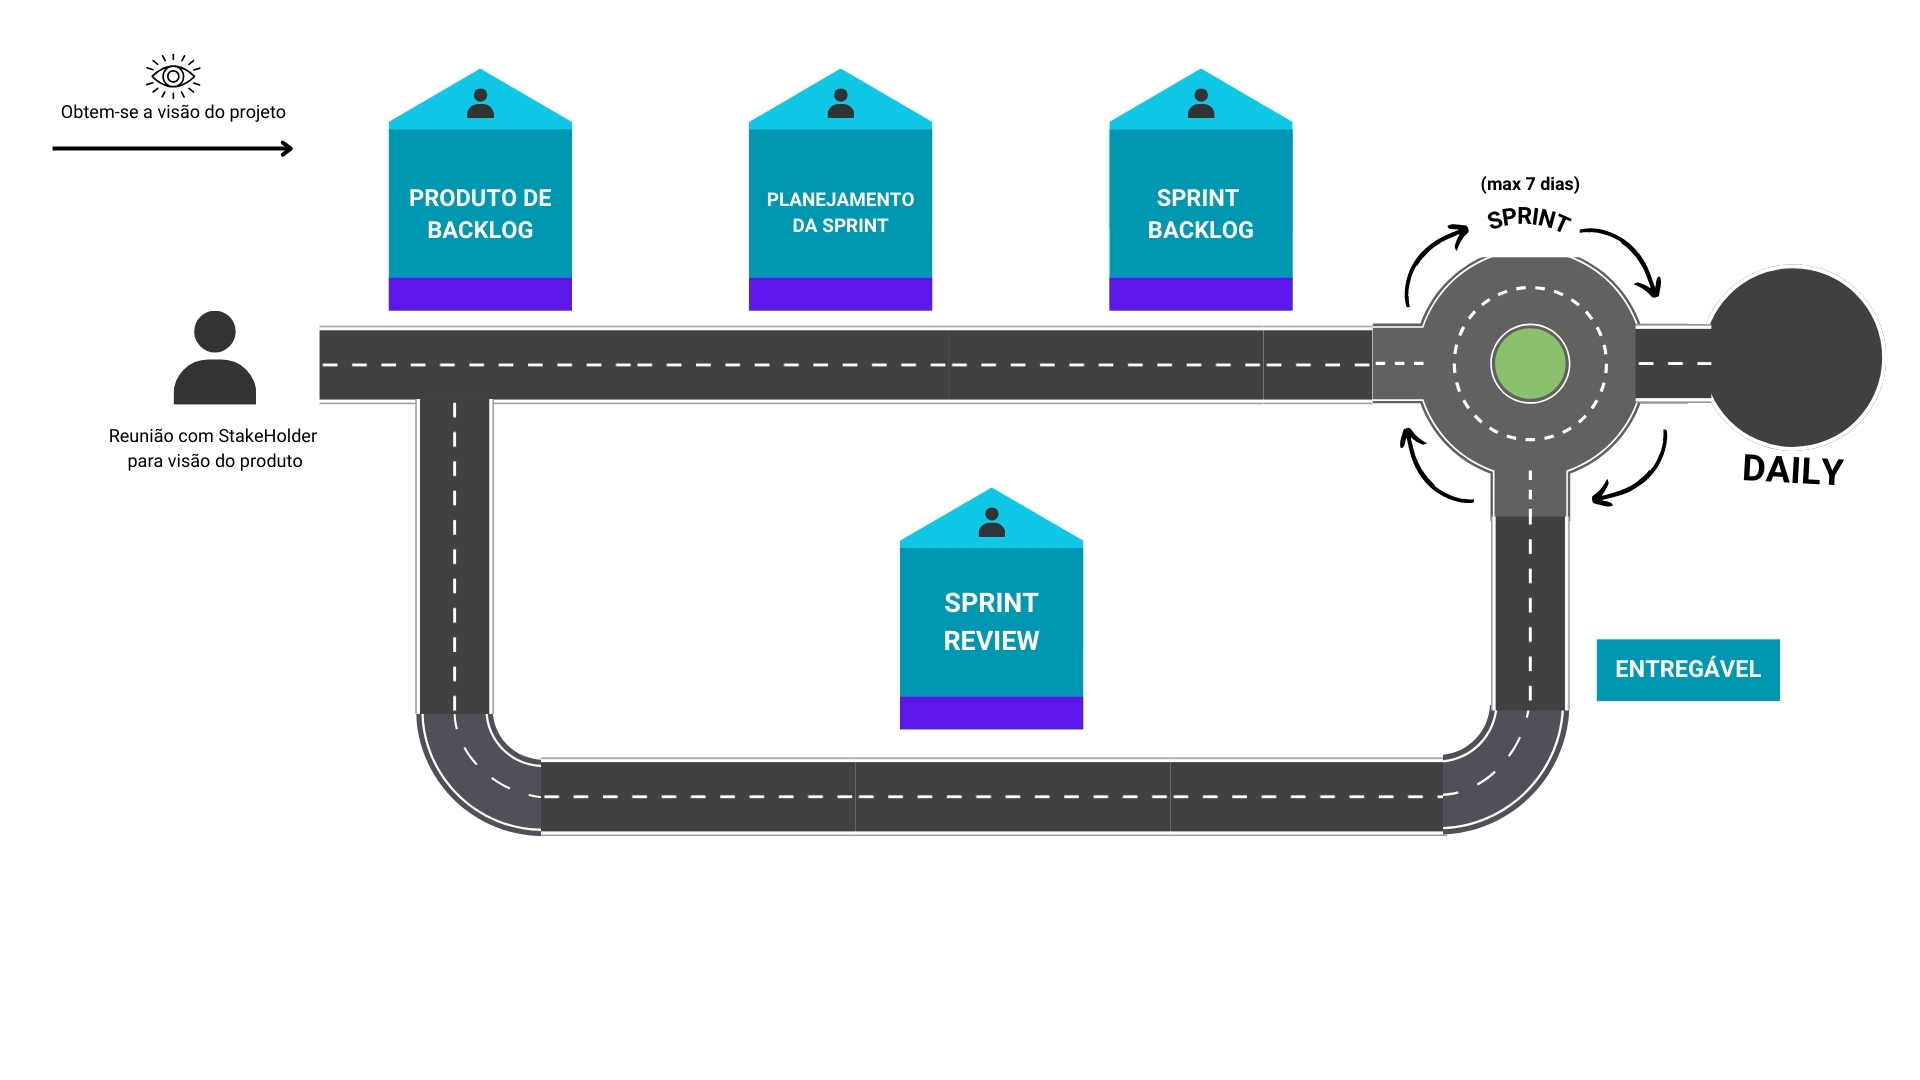 Obtem-se a visão do projeto
PRODUTO DE
BACKLOG
PLANEJAMENTO
DA SPRINT
SPRINT
BACKLOG
(max 7 dias)
SPRINT
Reunião com StakeHolder
para visão do produto
DAILY
SPRINT
REVIEW
ENTREGÁVEL